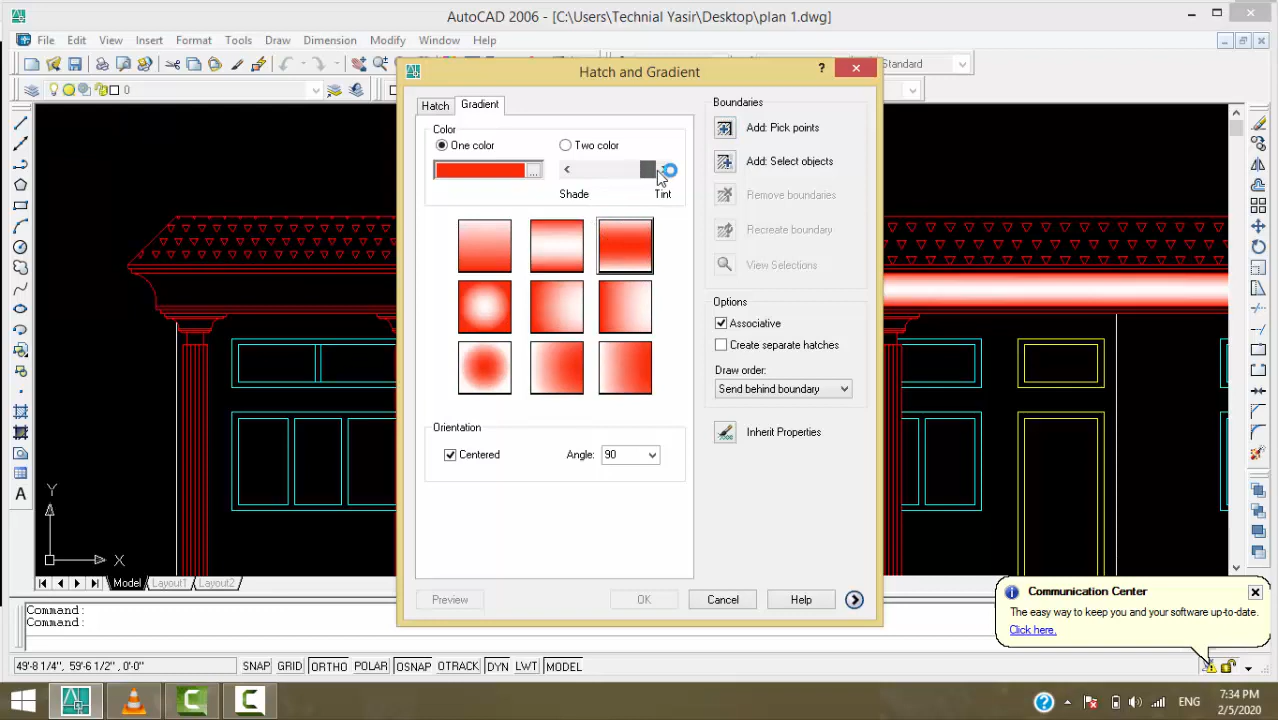 AutoCAD 2006 - [C:\Users\Technial Yasir\Desktop\plan 1.dwg]
File Edit View Insert Format Tools Draw Dimension Modify Window Help
Standard
0
Hatch and Gradient
?
Hatch Gradient
Color
One color
Two color
...
<
Shade
Tint
Orientation
Centered
Angle: 90
Preview
Boundaries
Add: Pick points
Add: Select objects
Remove boundaries
Recreate boundary
View Selections
Options
Associative
Create separate hatches
Draw order:
Send behind boundary
Inherit Properties
OK Cancel Help
Y
X
A
Model Layout1 Layout2
Command:
Command:
Communication Center
The easy way to keep you and your software up-to-date.
Click here.
49'-8 1/4", 59'-6 1/2", 0'-0" SNAP GRID ORTHO POLAR OSNAP OTRACK DYN LWT MODEL
ENG
7:34 PM
2/5/2020